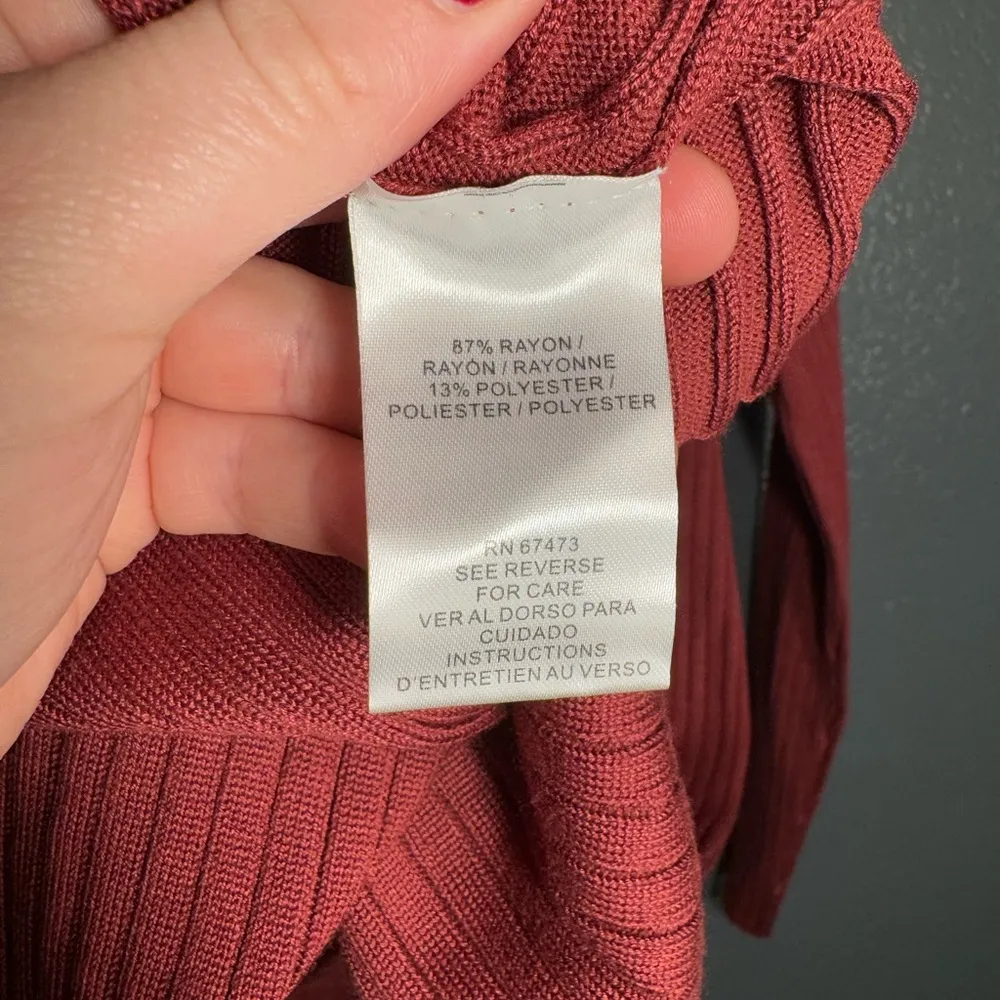 87% RAYON /
RAYÓN / RAYONNE
13% POLYESTER /
POLIESTER / POLYESTER
RN 67473
SEE REVERSE
FOR CARE
VER AL DORSO PARA
CUIDADO
INSTRUCTIONS
D'ENTRETIEN AU VERSO